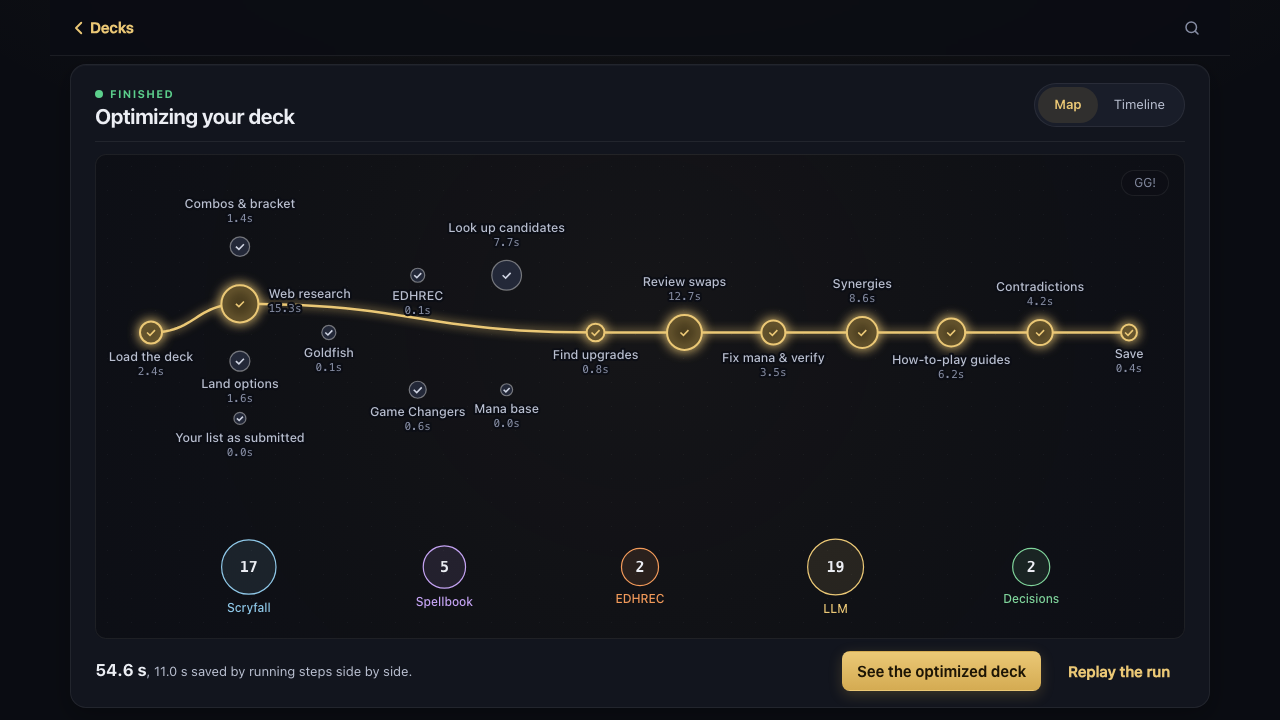 Decks
FINISHED
Optimizing your deck
Map
Timeline
GG!
Combos & bracket
1.4s
Look up candidates
7.7s
Web research
15.3s
EDHREC
0.1s
Review swaps
12.7s
Synergies
8.6s
Contradictions
4.2s
Load the deck
2.4s
Goldfish
0.1s
Find upgrades
0.8s
Fix mana & verify
3.5s
How-to-play guides
6.2s
Save
0.4s
Land options
1.6s
Game Changers
0.6s
Mana base
0.0s
Your list as submitted
0.0s
17
Scryfall
5
Spellbook
2
EDHREC
19
LLM
2
Decisions
54.6 s, 11.0 s saved by running steps side by side.
See the optimized deck
Replay the run